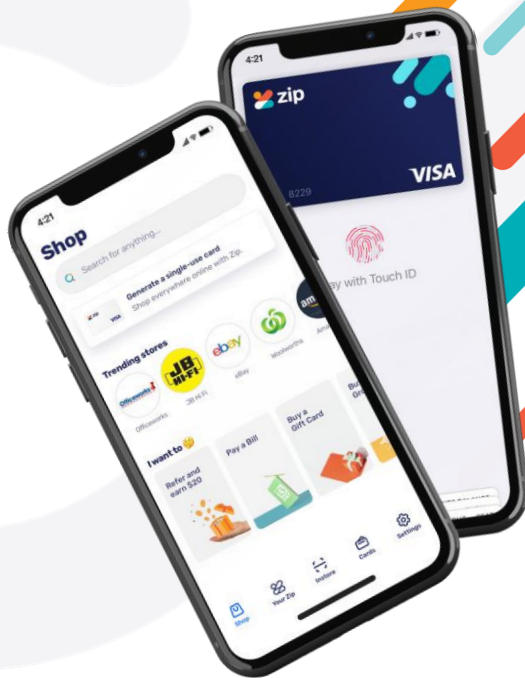 4:21
zip
VISA
8229
with Touch ID
4:21
Shop
Search for anything...
zip
VISA
Generate a single-use card
Shop everywhere online with Zip.
Trending stores
Officeworks
JB
HI-FI
ebay
Officeworks
JB Hi Fi
eBay
Woolworths
I want to
Refer and
earn $20
Pay a Bill
Buy a
Gift Card
Shop
Your Zip
Instore
Cards
Settings